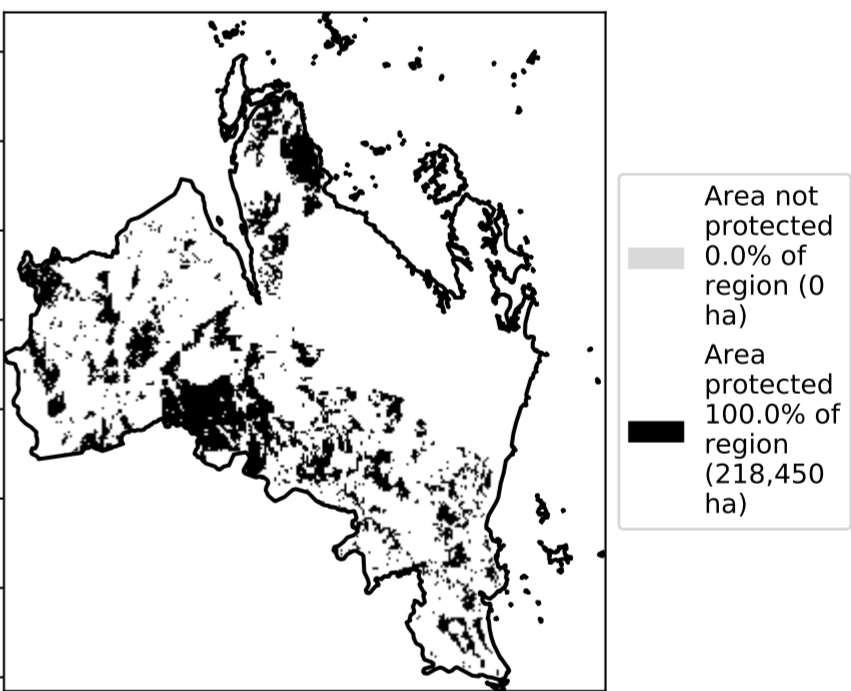 Area not
protected
0.0% of
region (0
ha)
Area
protected
100.0% of
region
(218,450
ha)